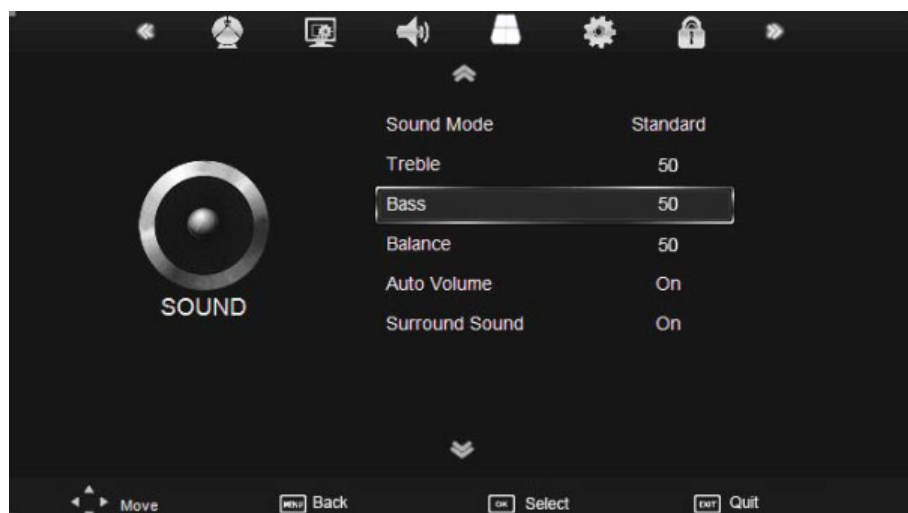 Sound Mode Standard
Treble 50
Bass 50
Balance 50
Auto Volume On
Surround Sound On
SOUND
Move MENU Back OK Select EXIT Quit